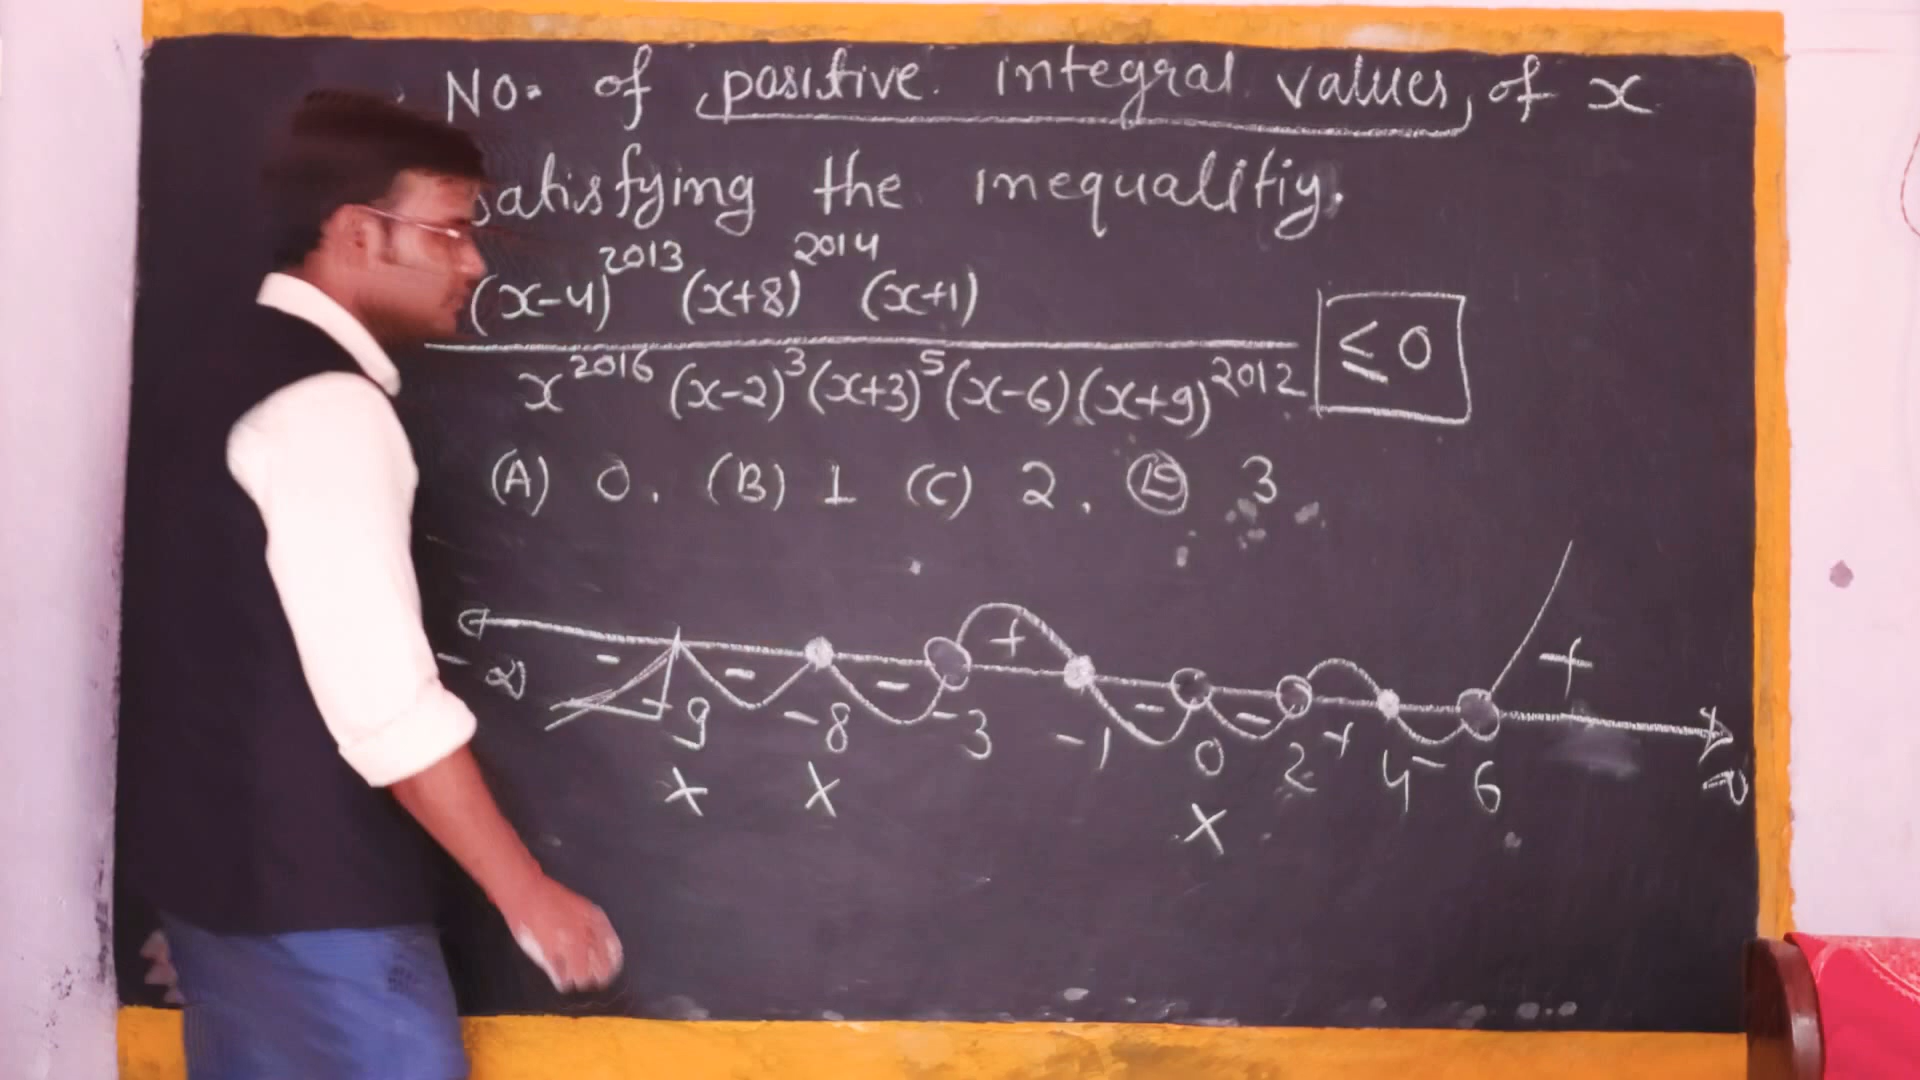 No. of positive integral values, of x
satisfying the inequalitiy.
(x-4)^2013 (x+8)^2014 (x+1)
x^2016 (x-2)^3 (x+3)^5 (x-6) (x+9)^2012 ≤ 0
(A) 0. (B) 1 (C) 2. (D) 3
- - - + - - + - +
-∞ -9 -8 -3 -1 0 2 4 6 ∞
x x x